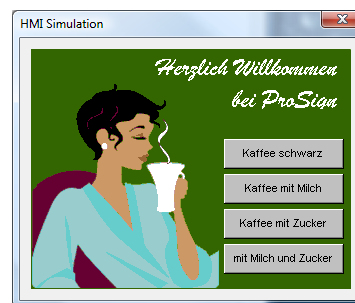 HMI Simulation
Herzlich Willkommen
bei ProSign
Kaffee schwarz
Kaffee mit Milch
Kaffee mit Zucker
mit Milch und Zucker